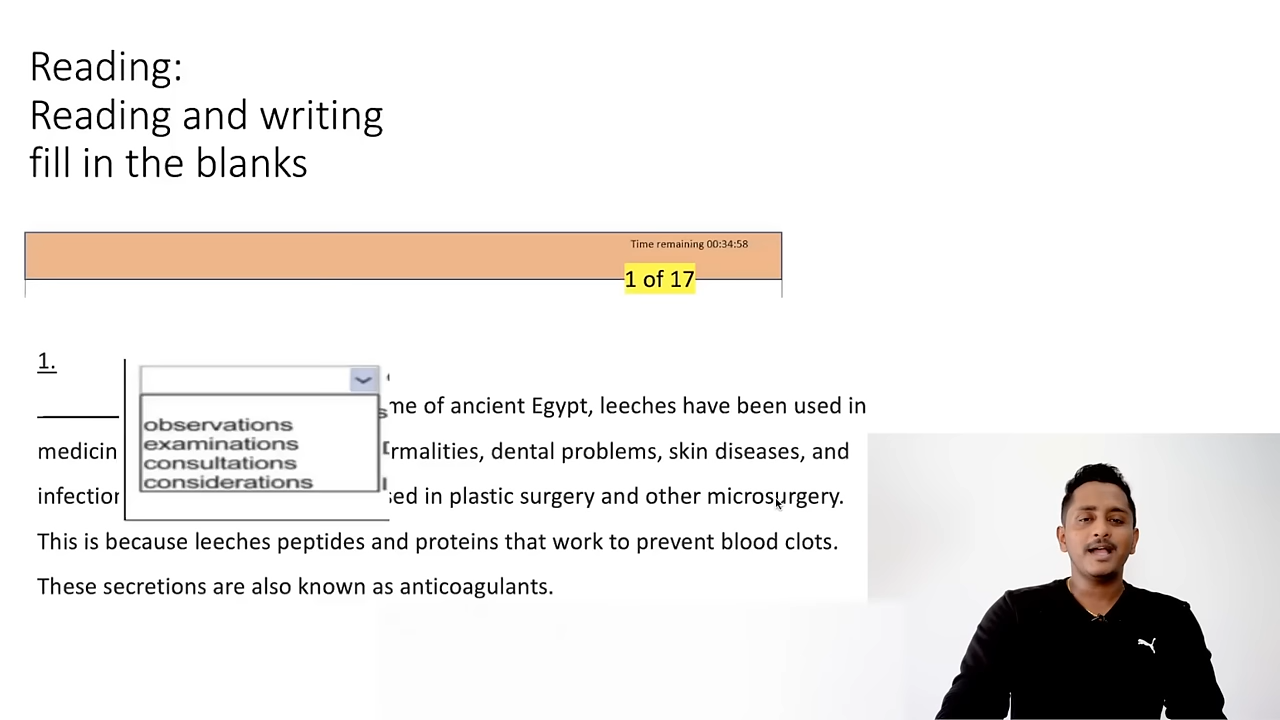 Reading:
Reading and writing
fill in the blanks
Time remaining 00:34:58
1 of 17
1.
observations
examinations
consultations
considerations
me of ancient Egypt, leeches have been used in
medicin rmalities, dental problems, skin diseases, and
infection sed in plastic surgery and other microsurgery.
This is because leeches peptides and proteins that work to prevent blood clots.
These secretions are also known as anticoagulants.